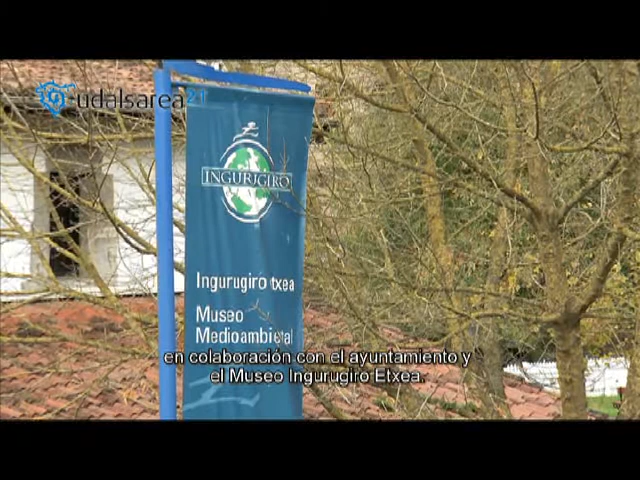 udalsarea21
INGURUGIRO
Ingurugiro txea
Museo
Medioambiental
en colaboración con el ayuntamiento y
el Museo Ingurugiro Etxea.